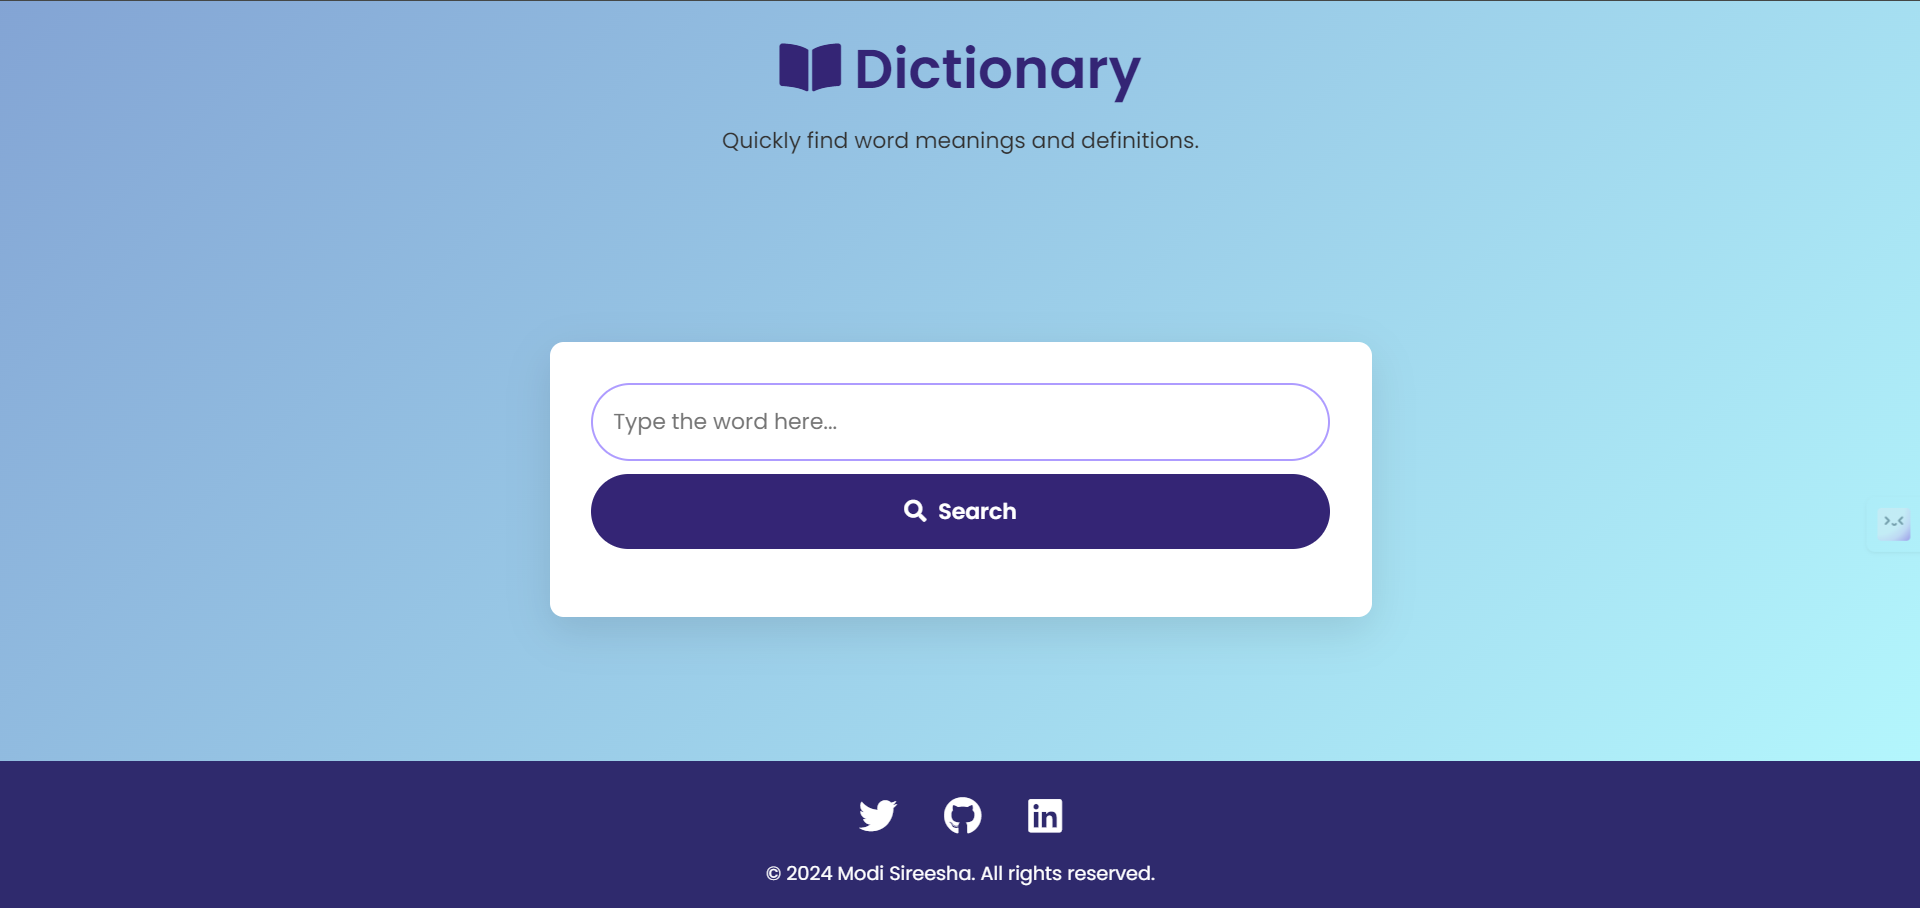 Dictionary
Quickly find word meanings and definitions.
Type the word here...
Search
© 2024 Modi Sireesha. All rights reserved.